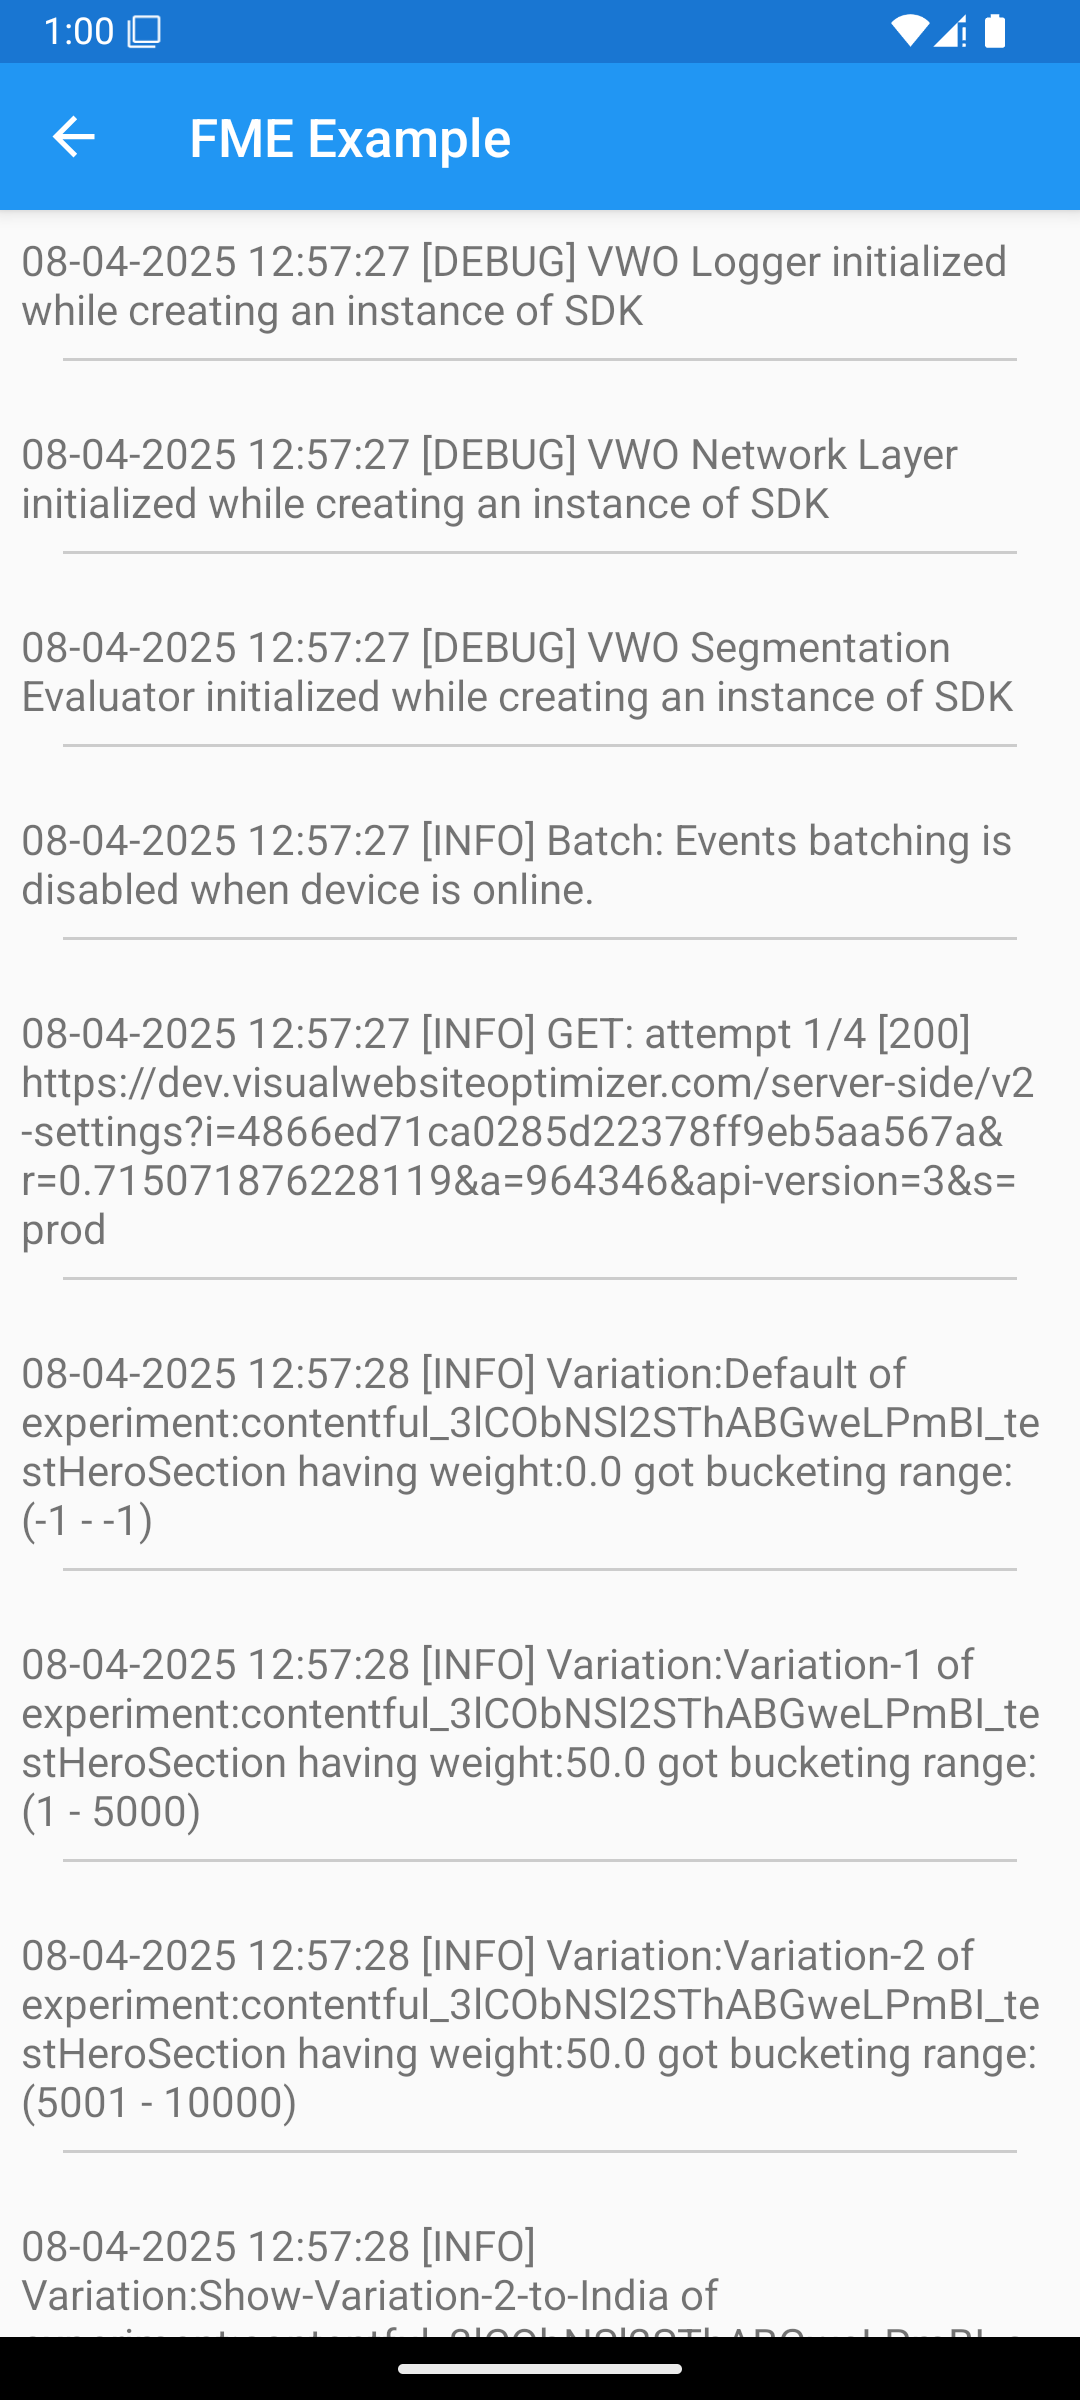 1:00
FME Example
08-04-2025 12:57:27 [DEBUG] VWO Logger initialized
while creating an instance of SDK
08-04-2025 12:57:27 [DEBUG] VWO Network Layer
initialized while creating an instance of SDK
08-04-2025 12:57:27 [DEBUG] VWO Segmentation
Evaluator initialized while creating an instance of SDK
08-04-2025 12:57:27 [INFO] Batch: Events batching is
disabled when device is online.
08-04-2025 12:57:27 [INFO] GET: attempt 1/4 [200]
https://dev.visualwebsiteoptimizer.com/server-side/v2
-settings?i=4866ed71ca0285d22378ff9eb5aa567a&
r=0.715071876228119&a=964346&api-version=3&s=
prod
08-04-2025 12:57:28 [INFO] Variation:Default of
experiment:contentful_3lCObNSl2SThABGweLPmBI_te
stHeroSection having weight:0.0 got bucketing range:
(-1 - -1)
08-04-2025 12:57:28 [INFO] Variation:Variation-1 of
experiment:contentful_3lCObNSl2SThABGweLPmBI_te
stHeroSection having weight:50.0 got bucketing range:
(1 - 5000)
08-04-2025 12:57:28 [INFO] Variation:Variation-2 of
experiment:contentful_3lCObNSl2SThABGweLPmBI_te
stHeroSection having weight:50.0 got bucketing range:
(5001 - 10000)
08-04-2025 12:57:28 [INFO]
Variation:Show-Variation-2-to-India of